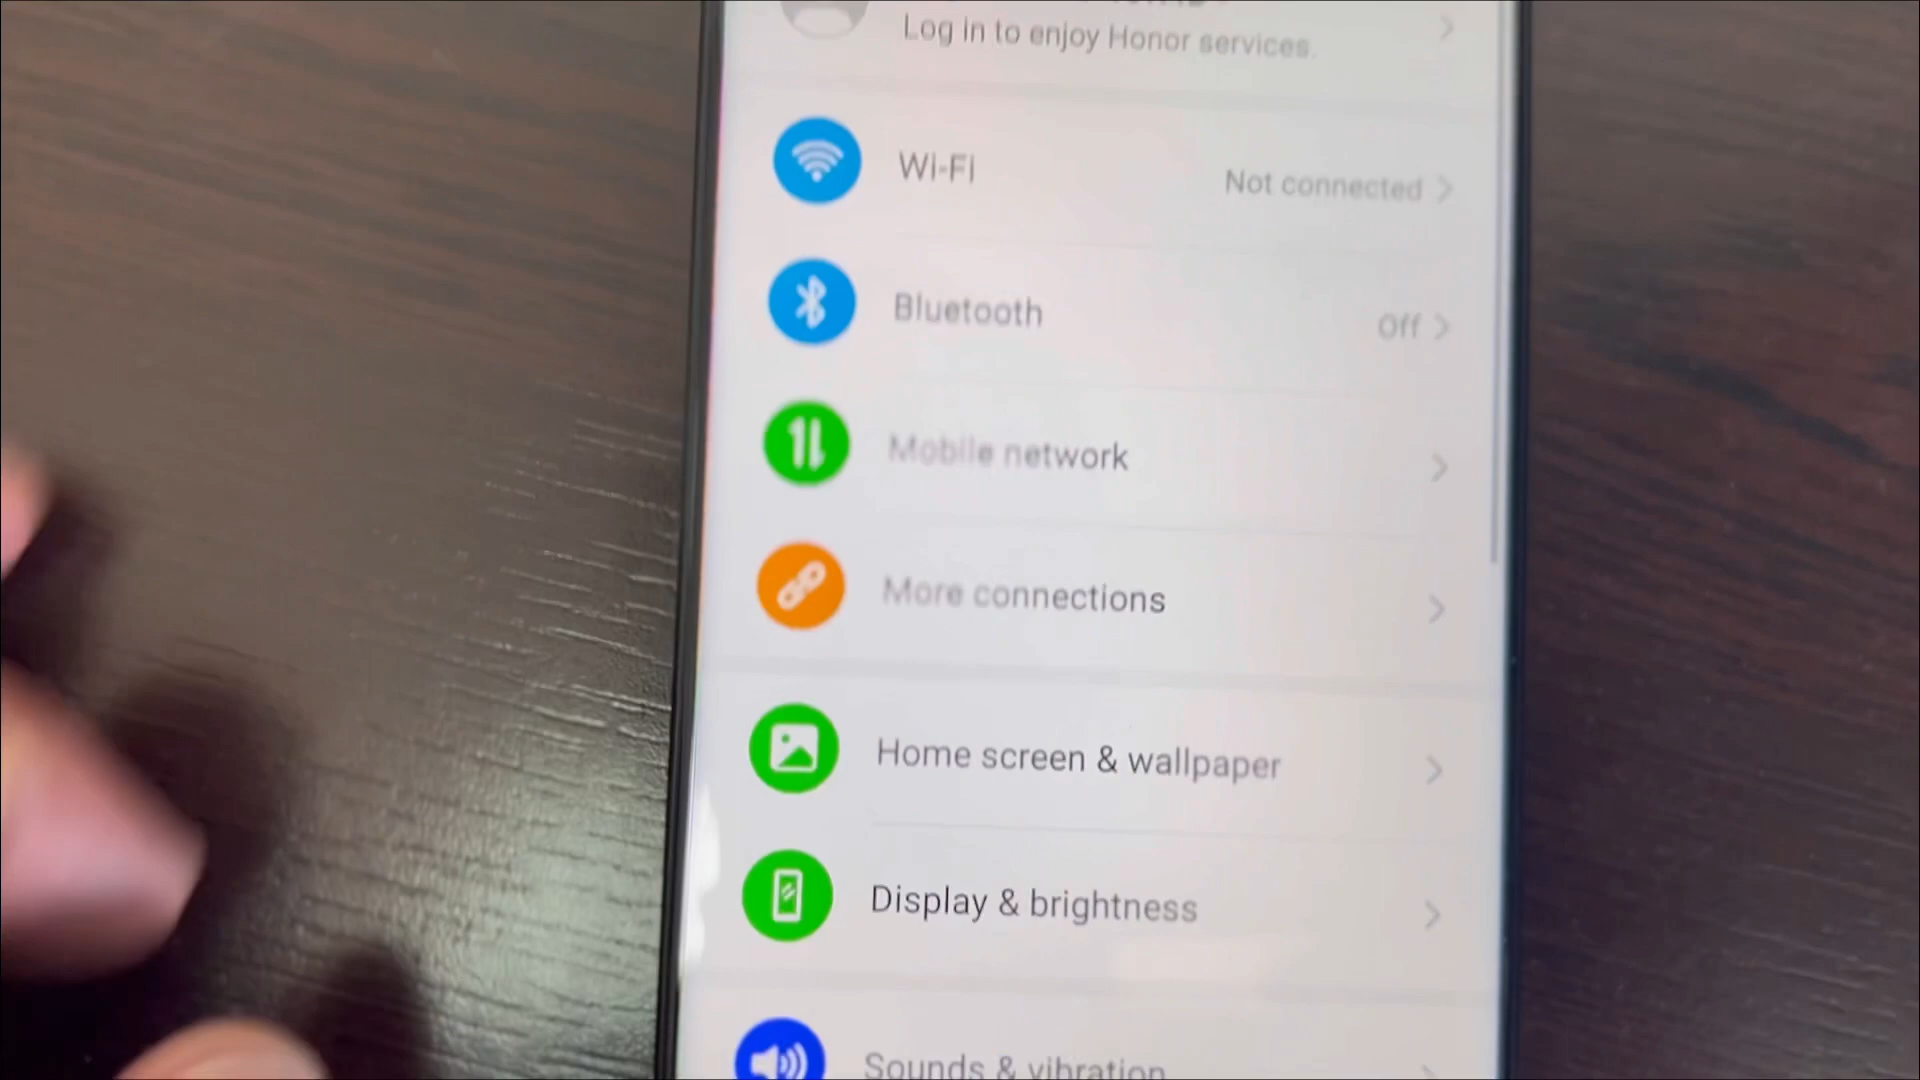 Log in to enjoy Honor services.
Wi-Fi
Not connected
Bluetooth
Off
Mobile network
More connections
Home screen & wallpaper
Display & brightness
Sounds & vibration